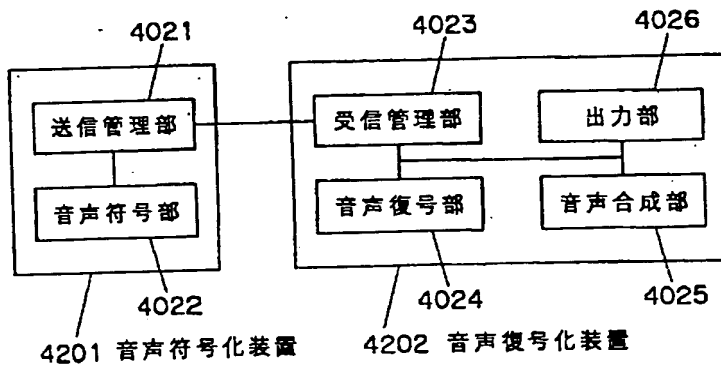 4021
4023
4026
送信管理部
受信管理部
出力部
音声符号部
音声復号部
音声合成部
4022
4024
4025
4201 音声符号化装置
4202 音声復号化装置